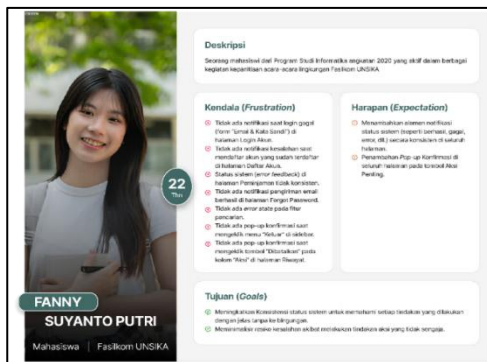 Deskripsi
Seorang mahasiswi dari Program Studi Informatika angkatan 2020 yang aktif dalam berbagai
kegiatan kepanitiaan acara-acara lingkungan Fasilkom UNSIKA
Kendala (Frustration)
Tidak ada notifikasi saat login gagal
(form "Email & Kata Sandi") di
halaman Login Akun.
Tidak ada notifikasi kesalahan saat
mendaftar akun yang sudah terdaftar
di halaman Daftar Akun.
Status sistem (error feedback) di
halaman Peminjaman tidak konsisten.
Tidak ada notifikasi pengiriman email
berhasil di halaman Forgot Password.
Tidak ada error state pada fitur
pencarian.
Tidak ada pop-up konfirmasi saat
mengklik menu "Keluar" di sidebar.
Tidak ada pop-up konfirmasi saat
mengklik tombol "Dibatalkan" pada
kolom "Aksi" di halaman Riwayat.
Harapan (Expectation)
Menambahkan elemen notifikasi
status sistem (seperti berhasil, gagal,
error, dll.) secara konsisten di seluruh
halaman.
Penambahan Pop-up Konfirmasi di
seluruh halaman pada tombol Aksi
Penting.
22
Thn
FANNY
SUYANTO PUTRI
Mahasiswa | Fasilkom UNSIKA
Tujuan (Goals)
Meningkatkan Konsistensi status sistem untuk memahami setiap tindakan yang dilakukan
dengan jelas tanpa kebingungan.
Meminimalisir resiko kesalahan akibat melakukan tindakan aksi yang tidak sengaja.